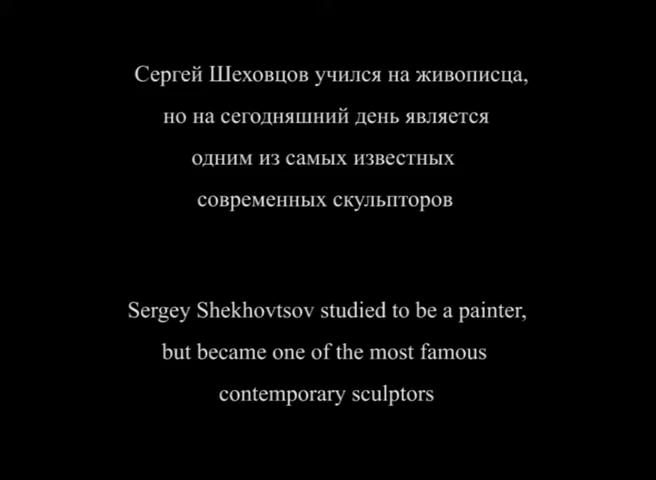 Сергей Шеховцов учился на живописца,
но на сегодняшний день является
одним из самых известных
современных скульпторов
Sergey Shekhovtsov studied to be a painter,
but became one of the most famous
contemporary sculptors